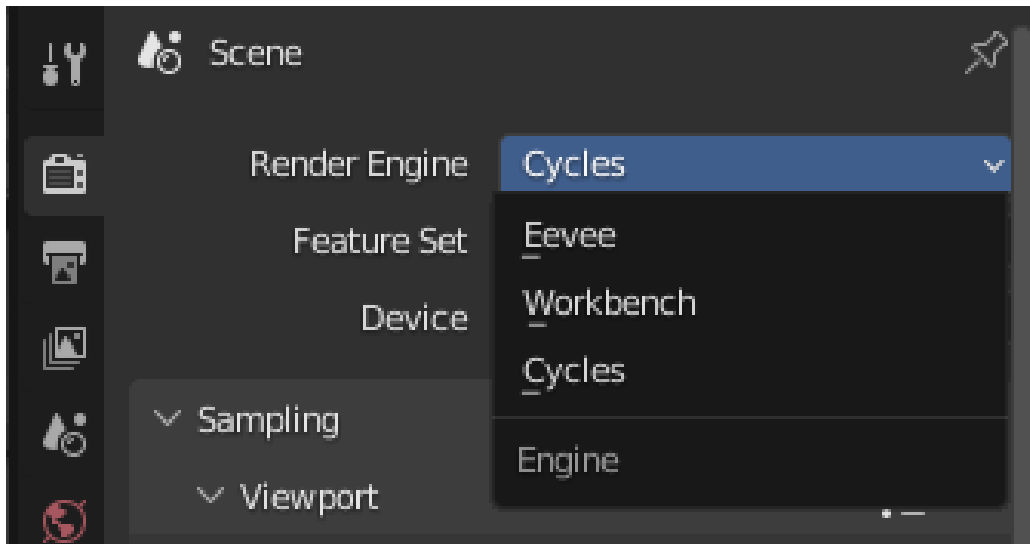 Scene
Render Engine Cycles
Feature Set
Eevee
Workbench
Device
Cycles
Sampling
Engine
Viewport